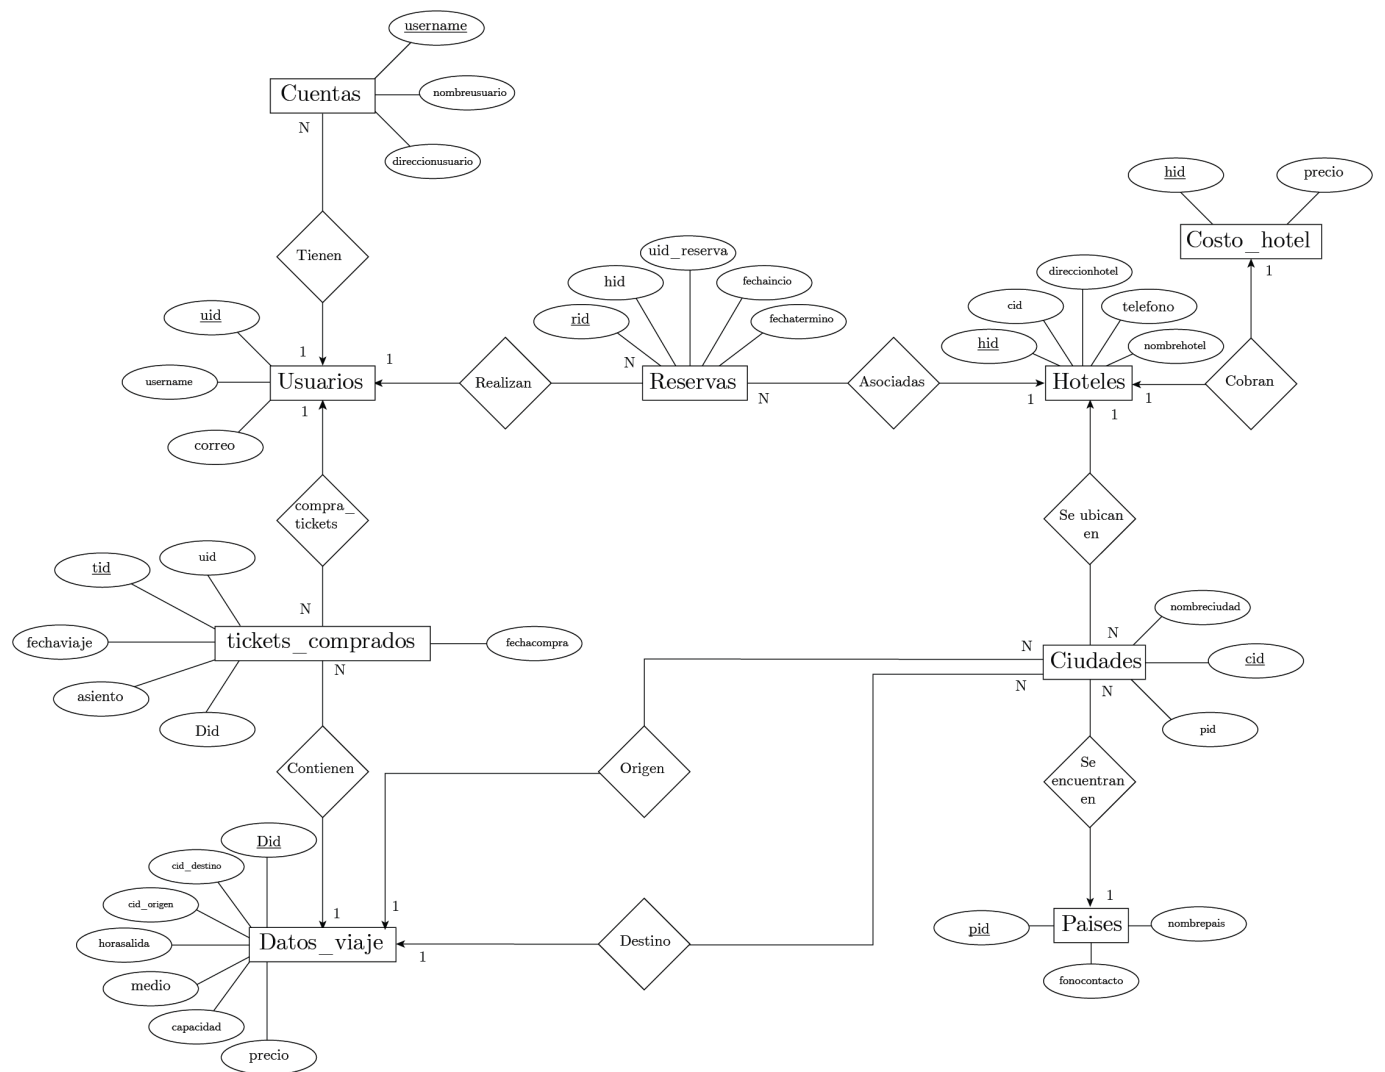 username
Cuentas
nombreusuario
N
direccionusuario
hid
precio
Costo_hotel
1
Tienen
uid_reserva
hid
fechaincio
direccionhotel
cid
telefono
uid
rid
fechatermino
hid
nombrehotel
1
1
N
username
Usuarios
Realizan
Reservas
Asociadas
Hoteles
Cobran
N
1
1
1
1
correo
compra_
tickets
Se ubican
en
tid
uid
N
nombreciudad
fechaviaje
tickets_comprados
fechacompra
N
N
Ciudades
cid
N
N
N
asiento
Did
pid
Contienen
Origen
Se
encuentran
en
Did
cid_destino
cid_origen
1
1
1
horasalida
Datos_viaje
Destino
pid
Paises
nombrepais
1
medio
fonocontacto
capacidad
precio